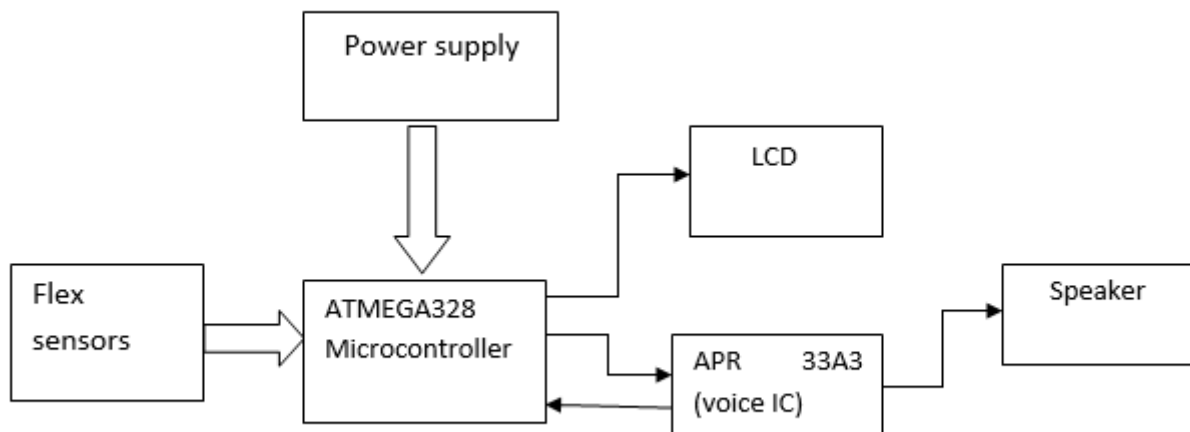 Power supply
LCD
Flex
sensors
ATMEGA328
Microcontroller
APR 33A3
(voice IC)
Speaker